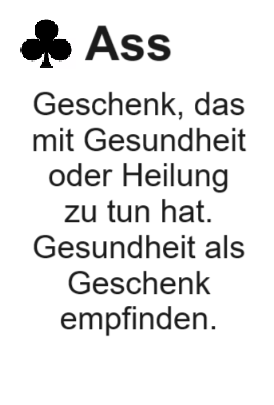 ♣ Ass
Geschenk, das
mit Gesundheit
oder Heilung
zu tun hat.
Gesundheit als
Geschenk
empfinden.